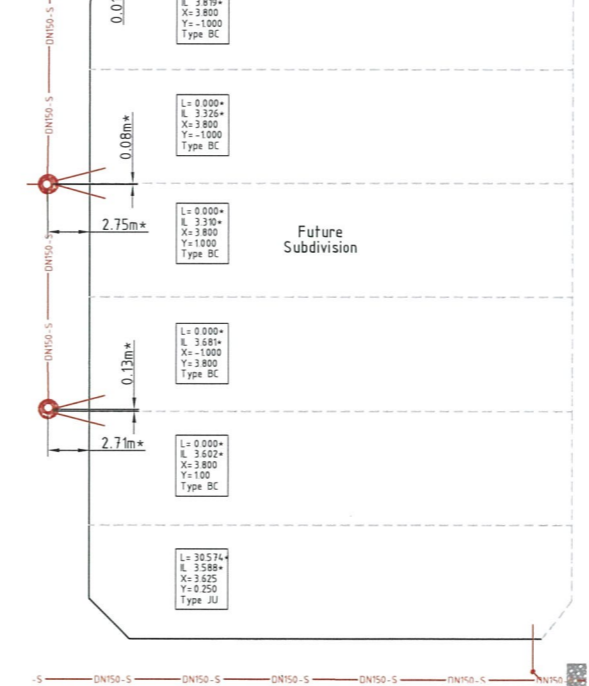 IL 3.819*
X= 3.800
Y= -1.000
Type BC
DN150-S
L= 0.000*
IL 3.326*
X= 3.800
Y= -1.000
Type BC
DN150-S
0.08m*
L= 0.000*
IL 3.310*
X= 3.800
Y= 1.000
Type BC
2.75m*
Future
Subdivision
DN150-S
L= 0.000*
IL 3.681*
X= -1.000
Y= 3.800
Type BC
DN150-S
0.13m*
2.71m*
L= 0.000*
IL 3.602*
X= 3.800
Y= 1.00
Type BC
L= 30.574*
IL 3.588*
X= 3.625
Y= 0.250
Type JU
-S DN150-S DN150-S DN150-S DN150-S DN150-S DN150-